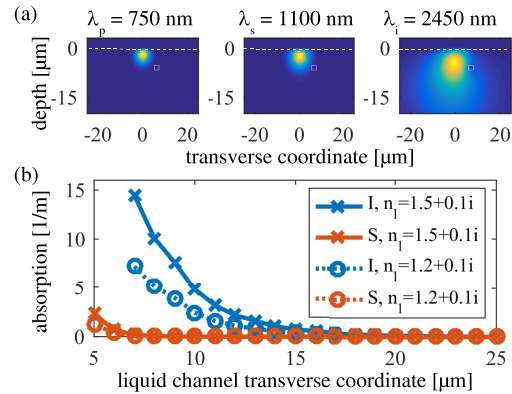 (a) λp = 750 nm λs = 1100 nm λi = 2450 nm
depth [μm]
0 0 0
-15 -15 -15
-20 0 20 -20 0 20 -20 0 20
transverse coordinate [μm]
(b)
absorption [1/m]
15
10
5
0
I, nl=1.5+0.1i
S, nl=1.5+0.1i
I, nl=1.2+0.1i
S, nl=1.2+0.1i
5 10 15 20 25
liquid channel transverse coordinate [μm]